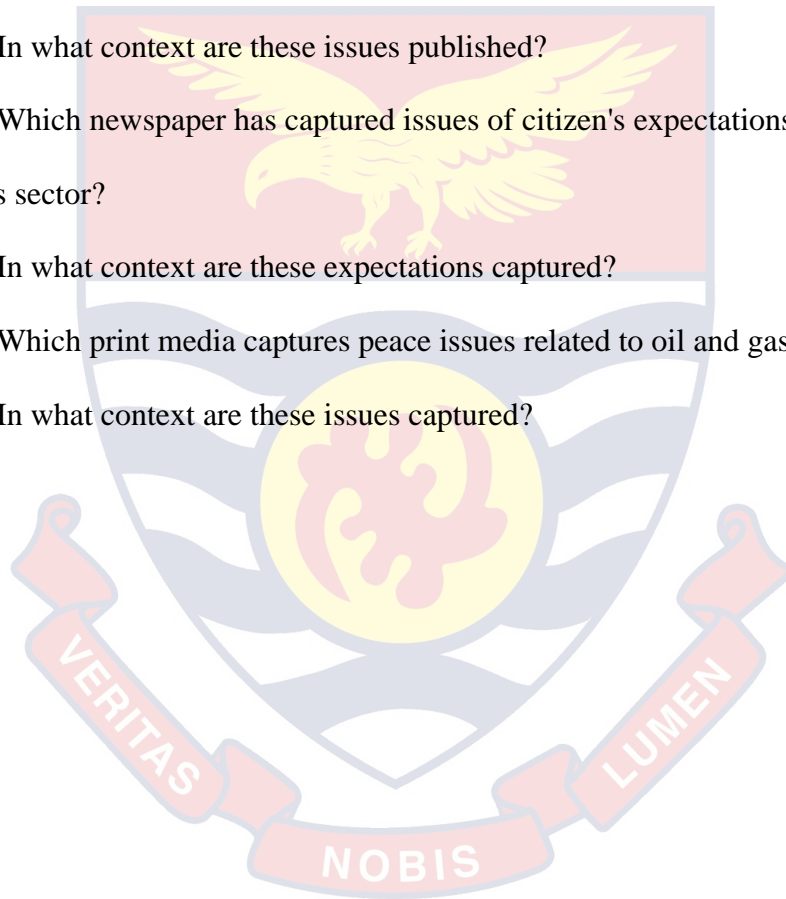 In what context are these issues published?
Which newspaper has captured issues of citizen's expectations
s sector?
In what context are these expectations captured?
Which print media captures peace issues related to oil and gas
In what context are these issues captured?
VERITAS
NOBIS
LUMEN